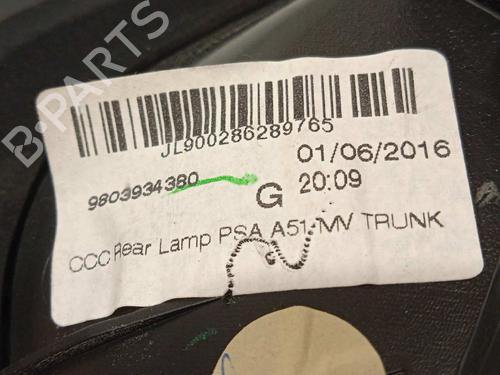 B-PARTS
JL900286289765
01/06/2016
9803934380
G
20:09
CCC Rear Lamp PSA A51 MV TRUNK